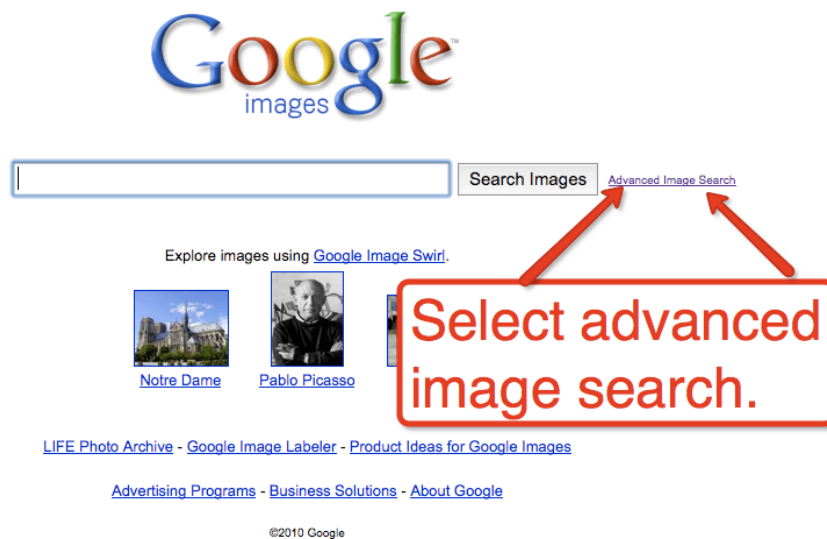 Google™
images
Search Images Advanced Image Search
Explore images using Google Image Swirl.
Notre Dame Pablo Picasso
Select advanced
image search.
LIFE Photo Archive - Google Image Labeler - Product Ideas for Google Images
Advertising Programs - Business Solutions - About Google
©2010 Google